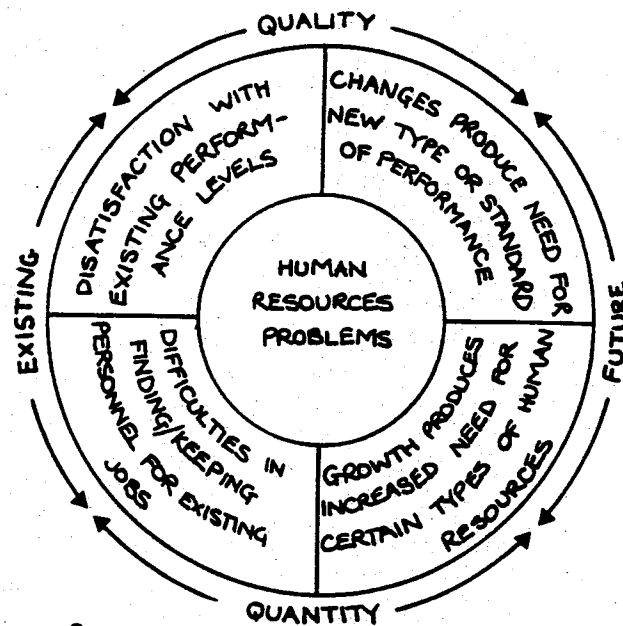 QUALITY
DISATISFACTION WITH
EXISTING PERFORM-
ANCE LEVELS
CHANGES PRODUCE NEED FOR
NEW TYPE OR STANDARD
OF PERFORMANCE
HUMAN
RESOURCES
PROBLEMS
EXISTING
FUTURE
DIFFICULTIES IN
FINDING/KEEPING
PERSONNEL FOR EXISTING
JOBS
GROWTH PRODUCES
INCREASED NEED FOR
CERTAIN TYPES OF HUMAN
RESOURCES
QUANTITY